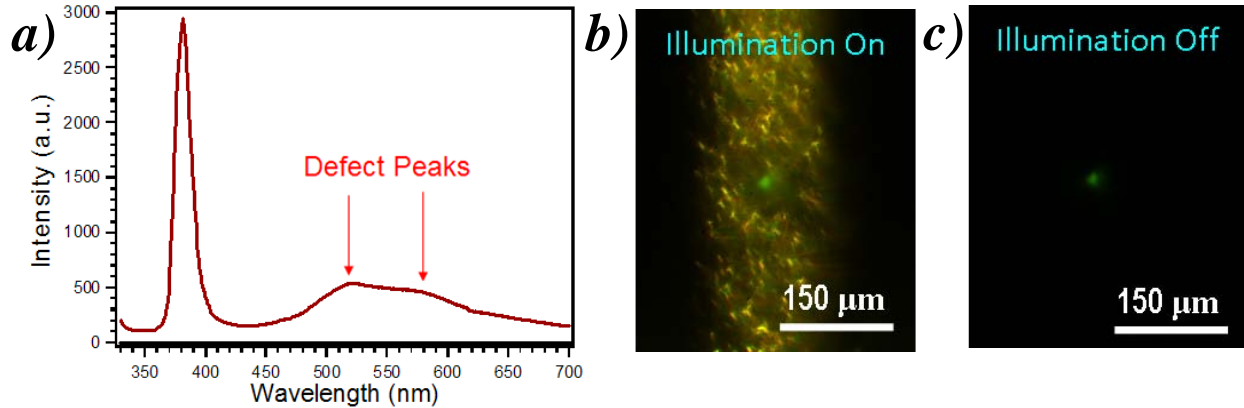 a)
3000
2500
2000
1500
1000
500
0
Intensity (a.u.)
Defect Peaks
350 400 450 500 550 600 650 700
Wavelength (nm)
b)
Illumination On
150 µm
c)
Illumination Off
150 µm